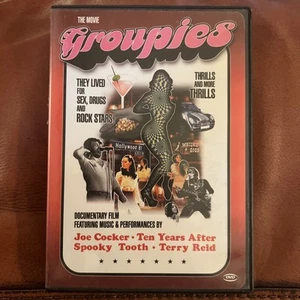 THE MOVIE
Groupies
THEY LIVED
FOR
SEX, DRUGS
AND
ROCK STARS
THRILLS
AND MORE
THRILLS
Hollywood Bl
DOCUMENTARY FILM
FEATURING MUSIC & PERFORMANCES BY
Joe Cocker · Ten Years After
Spooky Tooth · Terry Reid
DVD